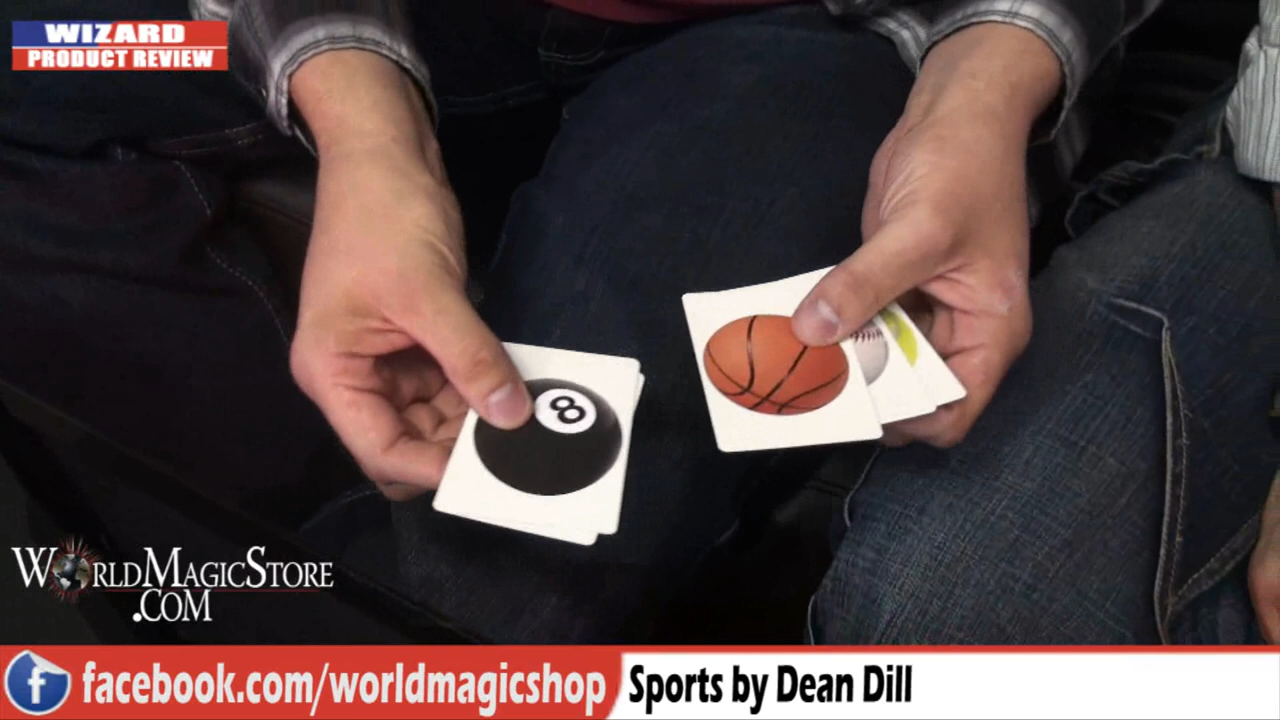 WIZARD
PRODUCT REVIEW
8
WORLDMAGICSTORE
.COM
f facebook.com/worldmagicshop Sports by Dean Dill